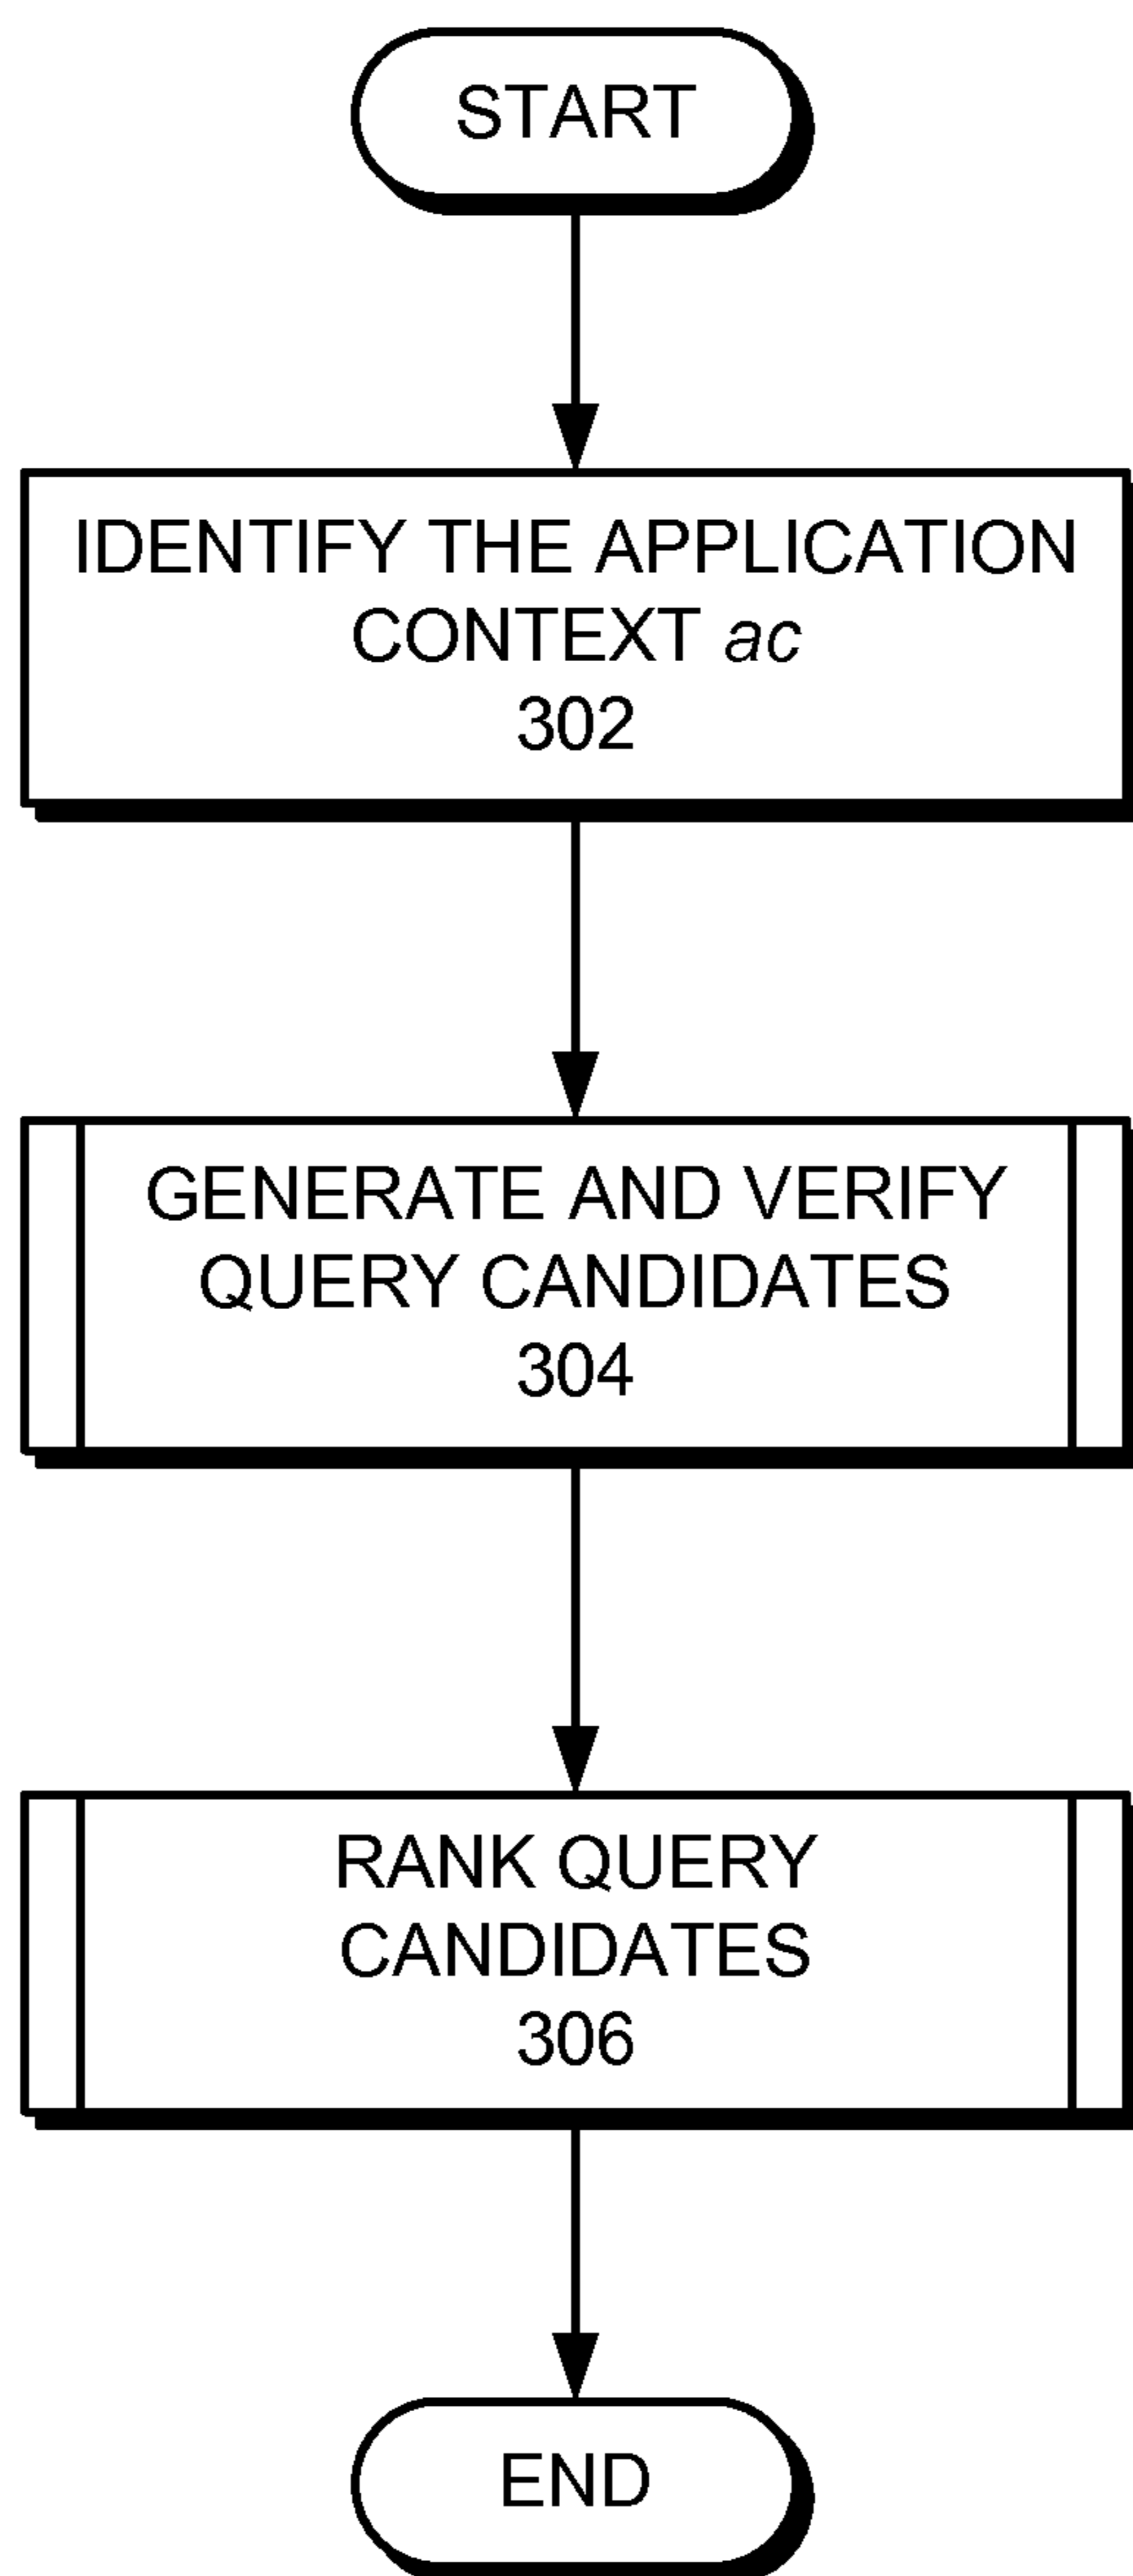 START
IDENTIFY THE APPLICATION
CONTEXT ac
302
GENERATE AND VERIFY
QUERY CANDIDATES
304
RANK QUERY
CANDIDATES
306
END